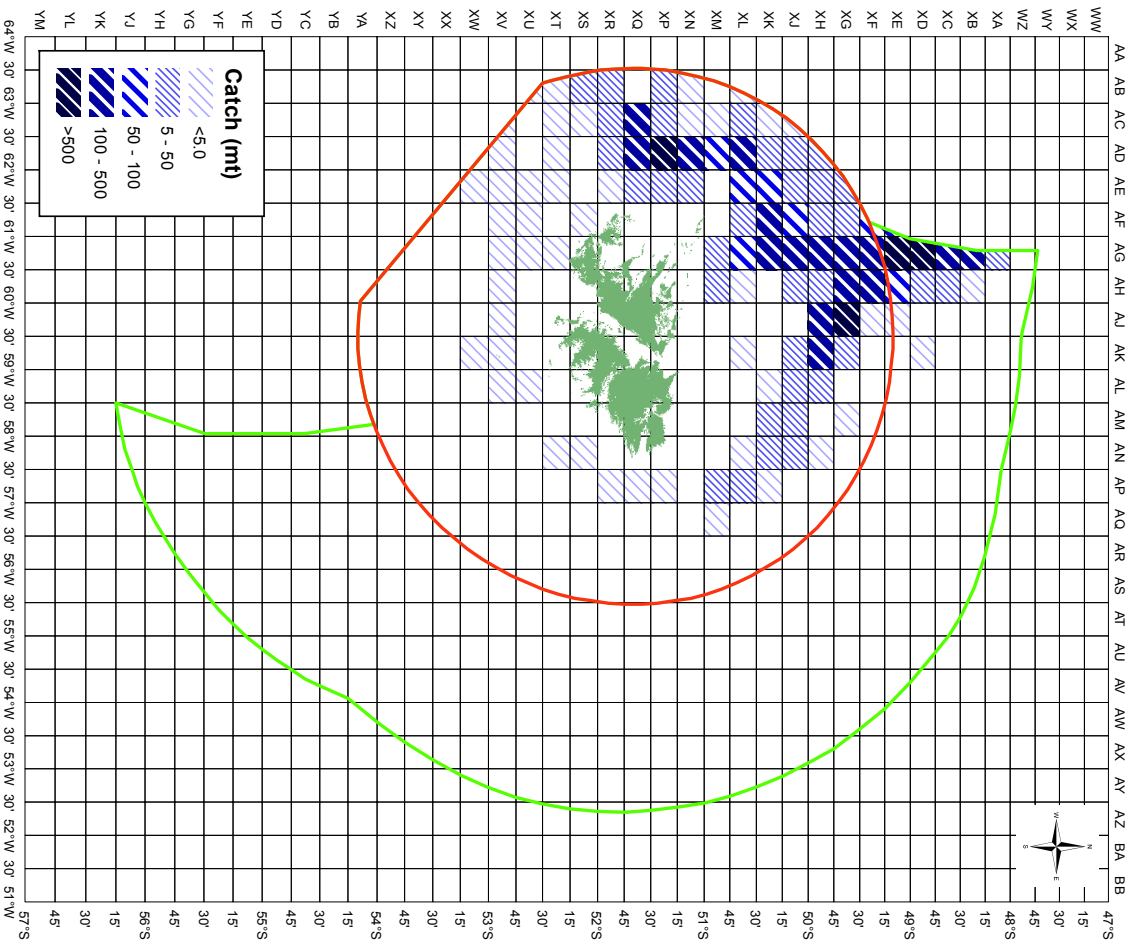 AA AB AC AD AE AF AG AH AJ AK AL AM AN AP AQ AR AS AT AU AV AW AX AY AZ BA BB
WW
WX
WY
WZ
XA
XB
XC
XD
XE
XF
XG
XH
XJ
XK
XL
XM
XN
XP
XQ
XR
XS
XT
XU
XV
XW
XX
XY
XZ
YA
YB
YC
YD
YE
YF
YG
YH
YJ
YK
YL
YM
N
W
E
S
47°S
15'
30'
45'
48°S
15'
30'
45'
49°S
15'
30'
45'
50°S
15'
30'
45'
51°S
15'
30'
45'
52°S
15'
30'
45'
53°S
15'
30'
45'
54°S
15'
30'
45'
55°S
15'
30'
45'
56°S
15'
30'
45'
57°S
Catch (mt)
<5.0
5 - 50
50 - 100
100 - 500
>500
64°W 30' 63°W 30' 62°W 30' 61°W 30' 60°W 30' 59°W 30' 58°W 30' 57°W 30' 56°W 30' 55°W 30' 54°W 30' 53°W 30' 52°W 30' 51°W